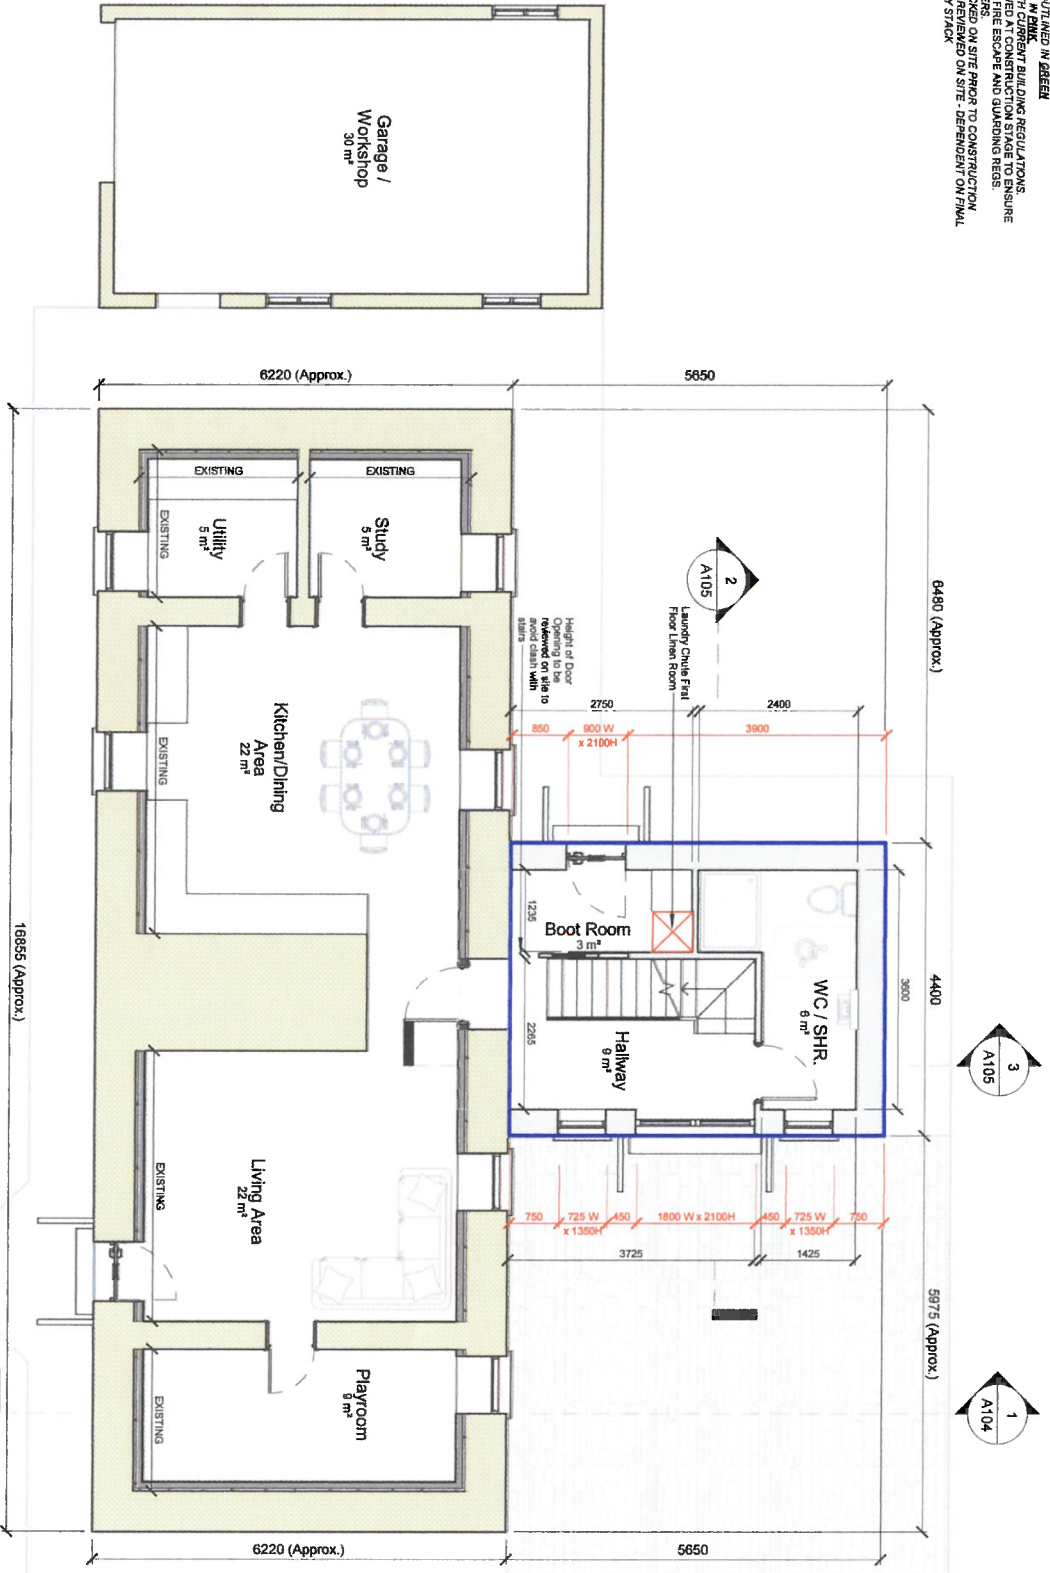 OUTLINED IN GREEN
IN PINK
CURRENT BUILDING REGULATIONS.
AT CONSTRUCTION STAGE TO ENSURE
FIRE ESCAPE AND GUARDING REGS.
ON SITE PRIOR TO CONSTRUCTION
REVIEWED ON SITE - DEPENDENT ON FINAL
STACK
Garage /
Workshop
30 m²
6220 (Approx.)
5650
6480 (Approx.)
4400
5975 (Approx.)
EXISTING
EXISTING
EXISTING
Utility
5 m²
Study
5 m²
2
A105
Laundry Chute First
Floor Linen Room
Height of Door
Opening to be
reviewed on site to
avoid clash with
stairs
2750
2400
850
900 W
x 2100H
3900
EXISTING
Kitchen/Dining
Area
22 m²
1235
2265
3600
Boot Room
3 m²
WC / SHR.
6 m²
Hallway
9 m²
3
A105
16855 (Approx.)
EXISTING
Living Area
22 m²
750
725 W
x 1350H
450
1800 W x 2100H
450
725 W
x 1350H
750
3725
1425
1
A104
EXISTING
Playroom
9 m²
6220 (Approx.)
5650